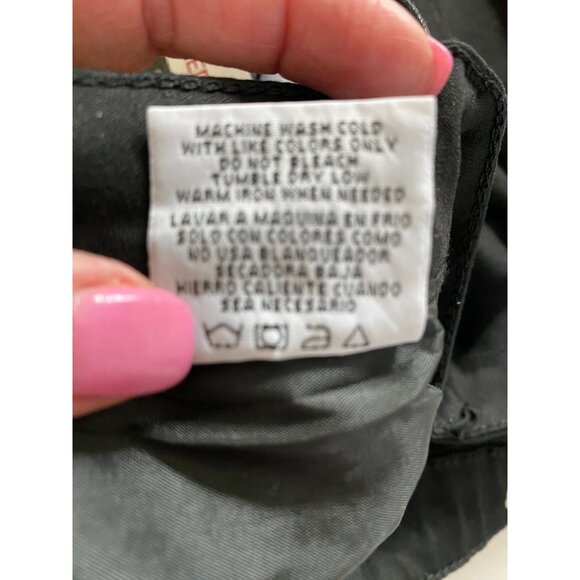 MACHINE WASH COLD
WITH LIKE COLORS ONLY
DO NOT BLEACH
TUMBLE DRY LOW
WARM IRON WHEN NEEDED
LAVAR A MAQUINA EN FRIO
SOLO CON COLORES COMO
NO USA BLANQUEADOR
SECADORA BAJA
HIERRO CALIENTE CUANDO
SEA NECESARIO